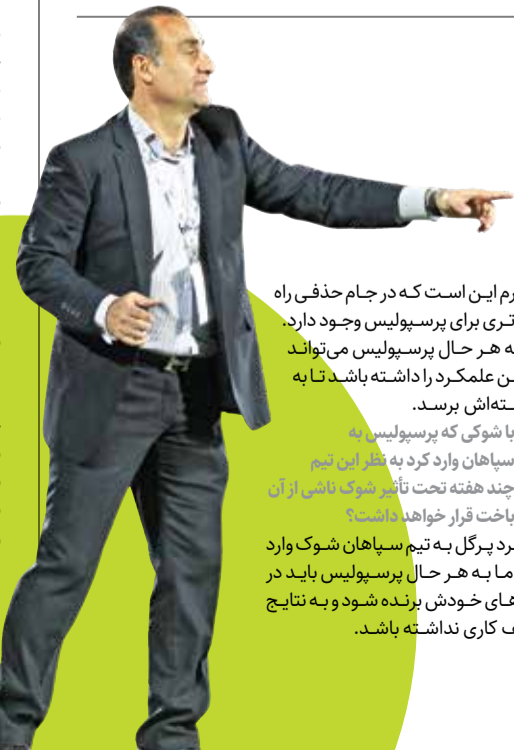 رم این است که در جام حذفی راه
تری برای پرسپولیس وجود دارد.
ه هر حال پرسپولیس می‌تواند
ن علمکرد را داشته باشد تا به
ته‌اش برسد.
با شوکی که پرسپولیس به
سپاهان وارد کرد به نظر این تیم
چند هفته تحت تأثیر شوک ناشی از آن
باخت قرار خواهد داشت؟
رد پرگل به تیم سپاهان شوک وارد
ما به هر حال پرسپولیس باید در
های خودش برنده شود و به نتایج
ف کاری نداشته باشد.